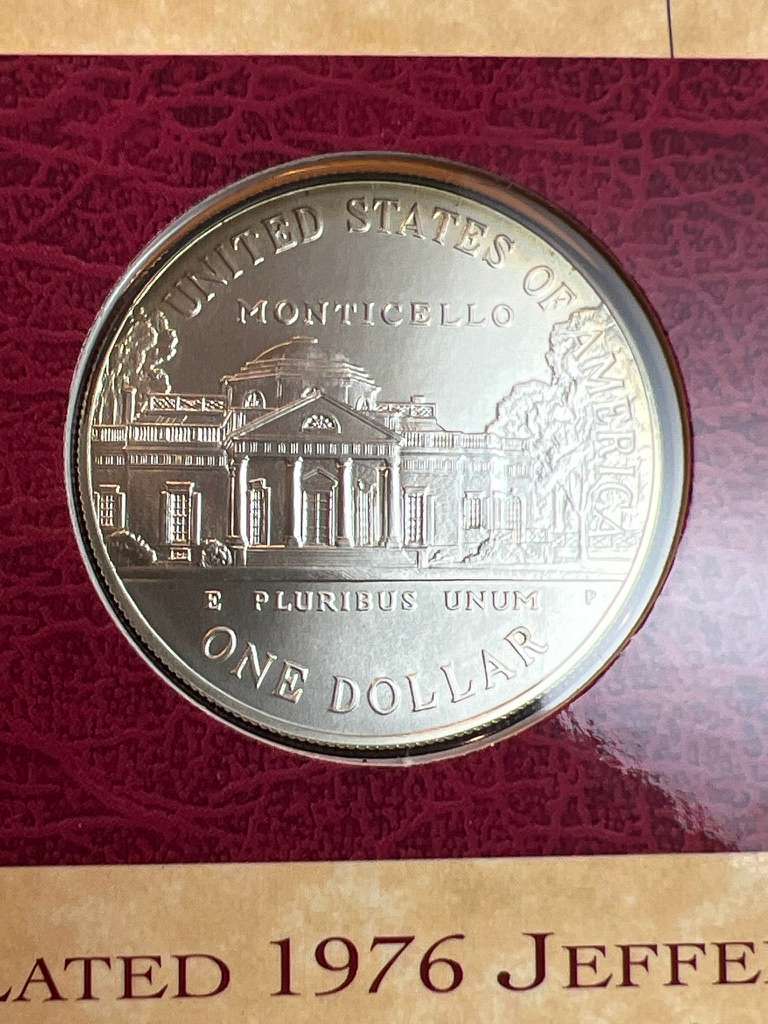 UNITED STATES OF AMERICA
MONTICELLO
E PLURIBUS UNUM P
ONE DOLLAR
LATED 1976 JEFFE